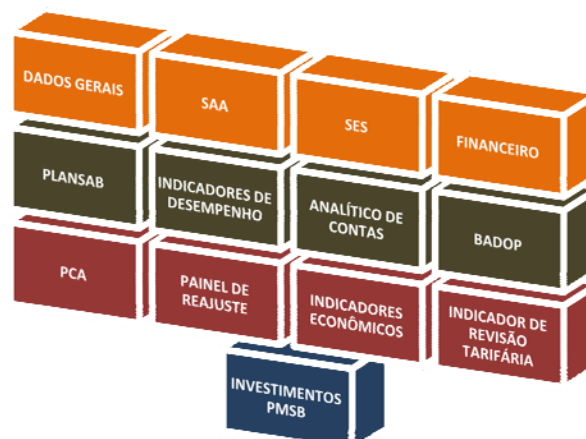 DADOS GERAIS
SAA
SES
FINANCEIRO
PLANSAB
INDICADORES DE
DESEMPENHO
ANALÍTICO DE
CONTAS
BADOP
PCA
PAINEL DE
REAJUSTE
INDICADORES
ECONÔMICOS
INDICADOR DE
REVISÃO
TARIFÁRIA
INVESTIMENTOS
PMSB